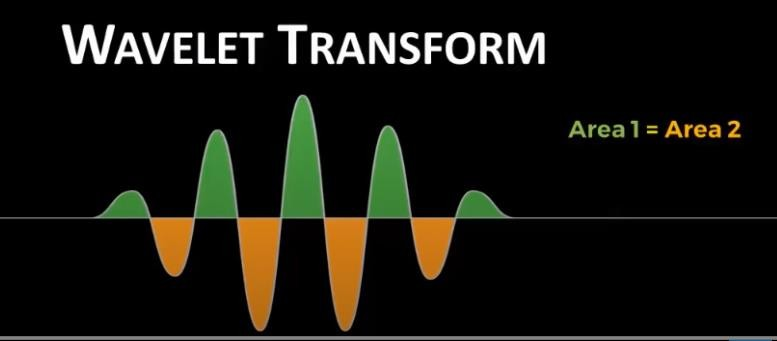 WAVELET TRANSFORM
Area 1 = Area 2